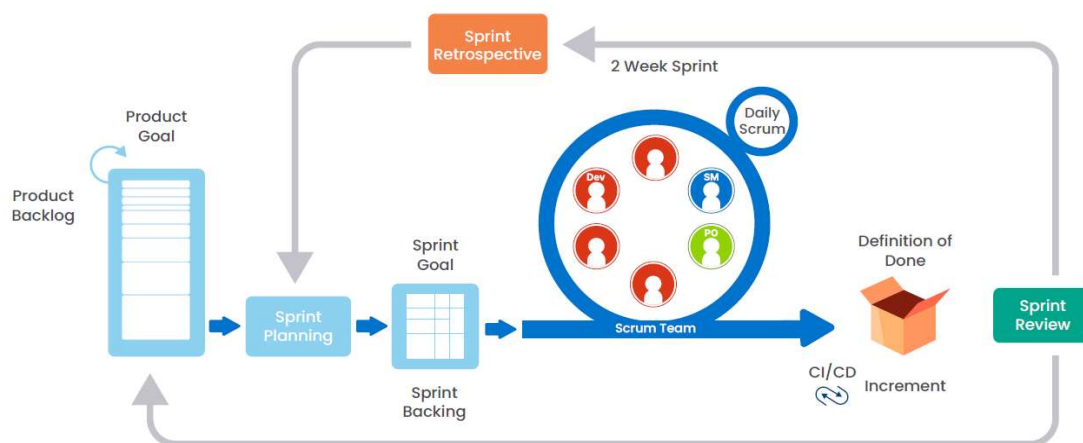 Sprint
Retrospective
2 Week Sprint
Product
Goal
Daily
Scrum
Dev
SM
Product
Backlog
Sprint
Goal
PO
Definition of
Done
Sprint
Planning
Scrum Team
Sprint
Review
CI/CD
Increment
Sprint
Backing